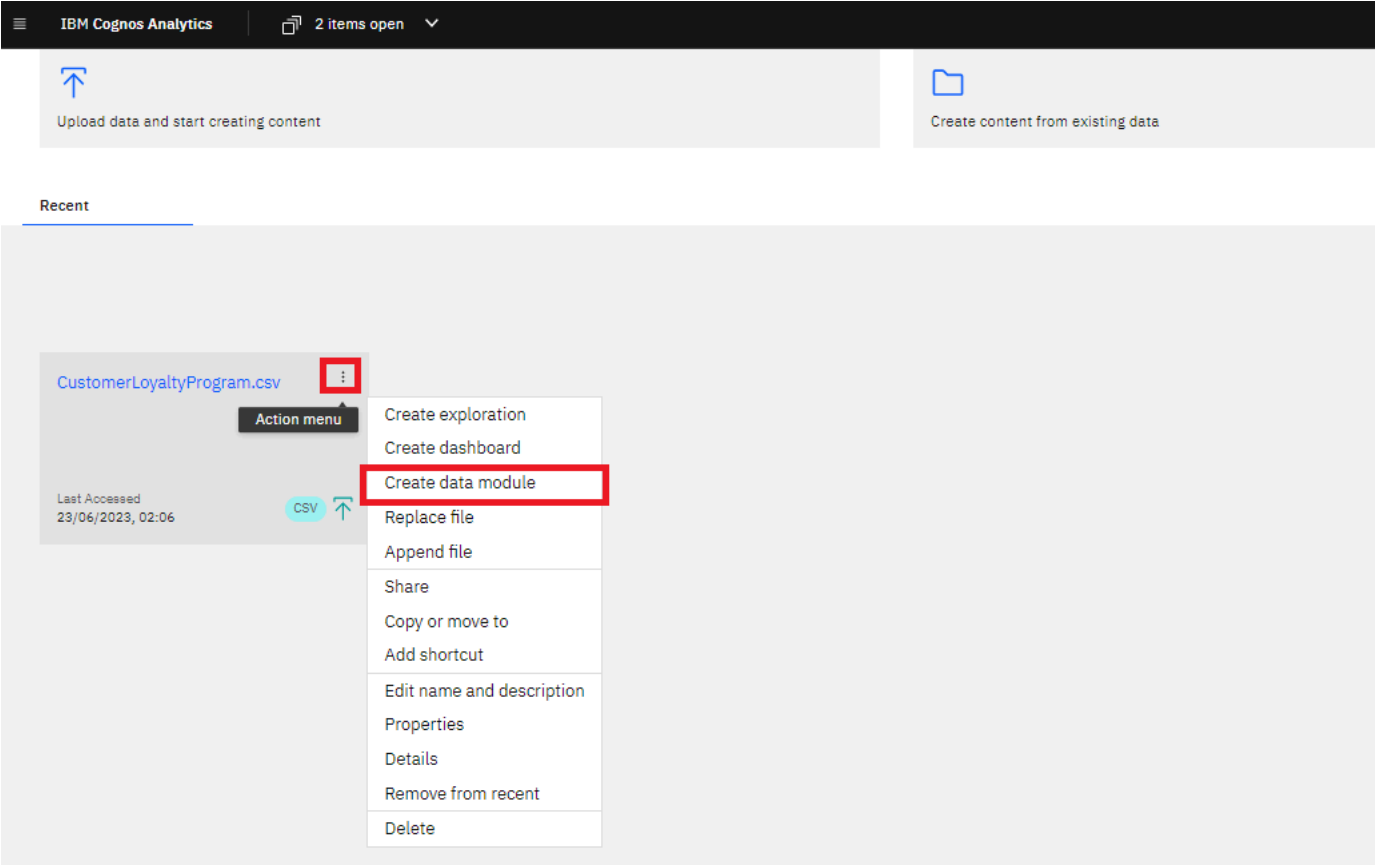 IBM Cognos Analytics
2 items open
Upload data and start creating content
Create content from existing data
Recent
CustomerLoyaltyProgram.csv
Action menu
Last Accessed
23/06/2023, 02:06
CSV
Create exploration
Create dashboard
Create data module
Replace file
Append file
Share
Copy or move to
Add shortcut
Edit name and description
Properties
Details
Remove from recent
Delete